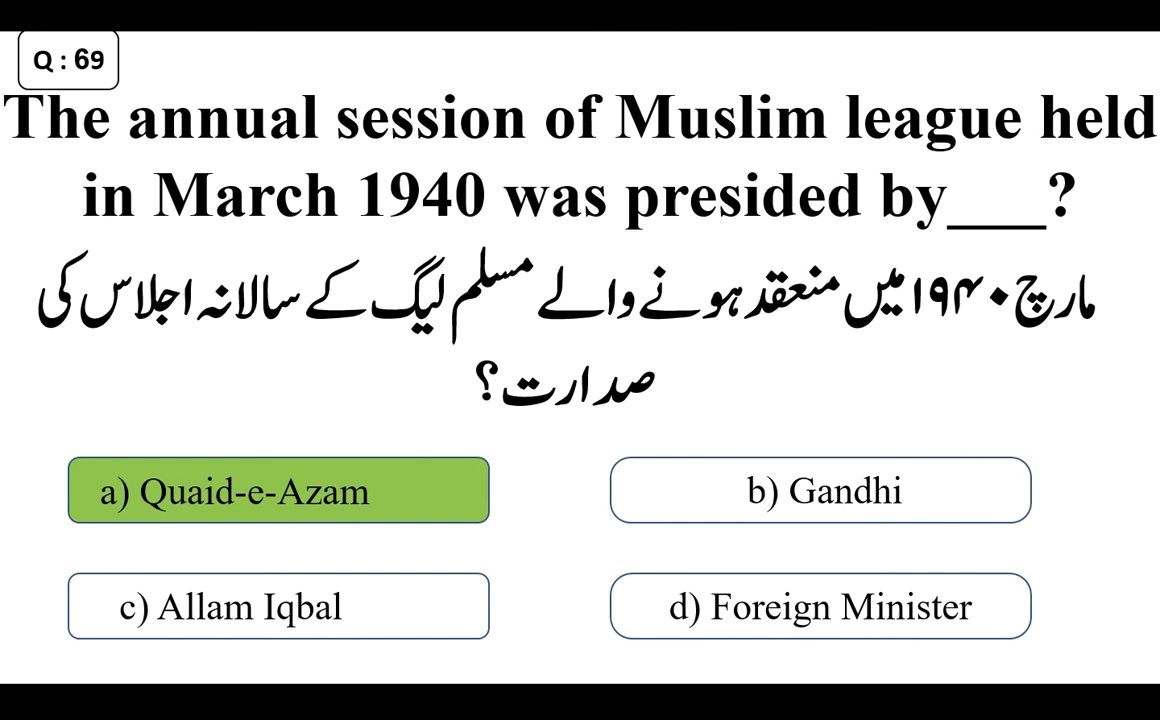 Q : 69
The annual session of Muslim league held
in March 1940 was presided by____?
مارچ ۱۹۴۰ میں منعقد ہونے والے مسلم لیگ کے سالانہ اجلاس کی
صدارت؟
a) Quaid-e-Azam
b) Gandhi
c) Allam Iqbal
d) Foreign Minister